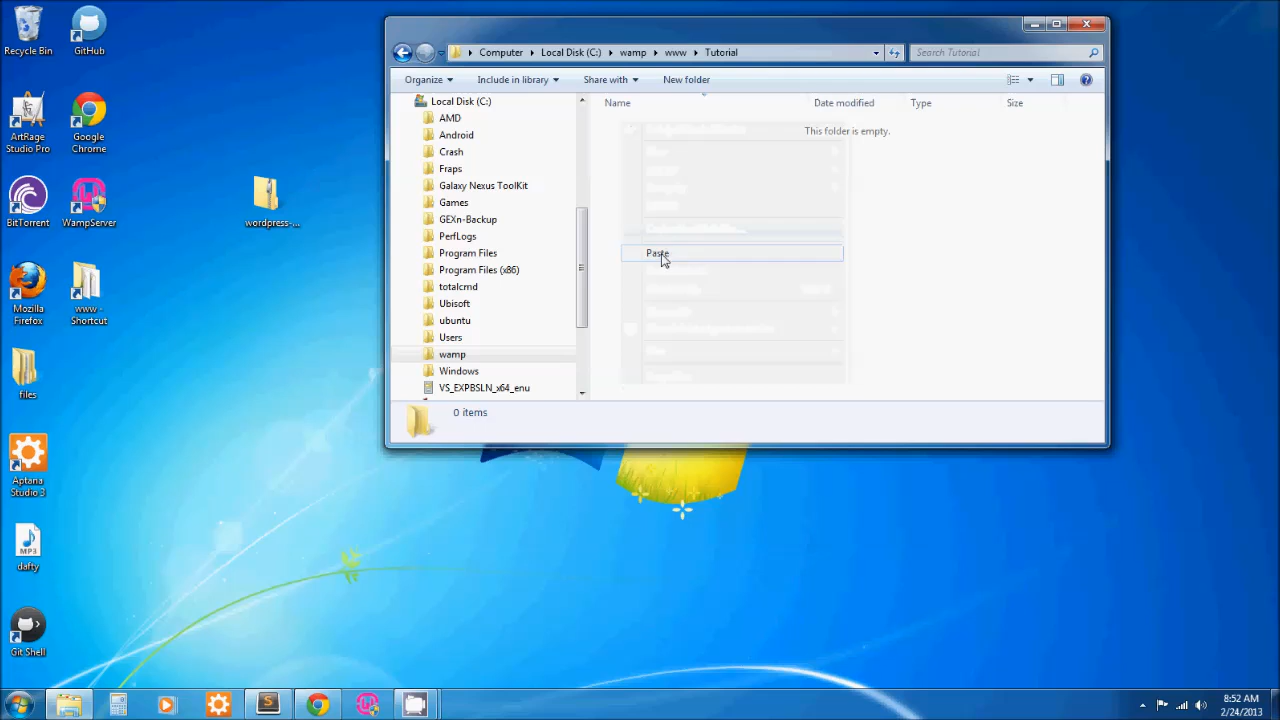 Recycle Bin
GitHub
ArtRage Studio Pro
Google Chrome
BitTorrent
WampServer
Mozilla Firefox
www - Shortcut
files
Aptana Studio 3
MP3
dafty
Git Shell
wordpress-...
Computer
Local Disk (C:)
wamp
www
Tutorial
Search Tutorial
Organize
Include in library
Share with
New folder
Local Disk (C:)
AMD
Android
Crash
Fraps
Galaxy Nexus ToolKit
Games
GEXn-Backup
PerfLogs
Program Files
Program Files (x86)
totalcmd
Ubisoft
ubuntu
Users
wamp
Windows
VS_EXPBSLN_x64_enu
Name
Date modified
Type
Size
This folder is empty.
Paste
0 items
8:52 AM
2/24/2013